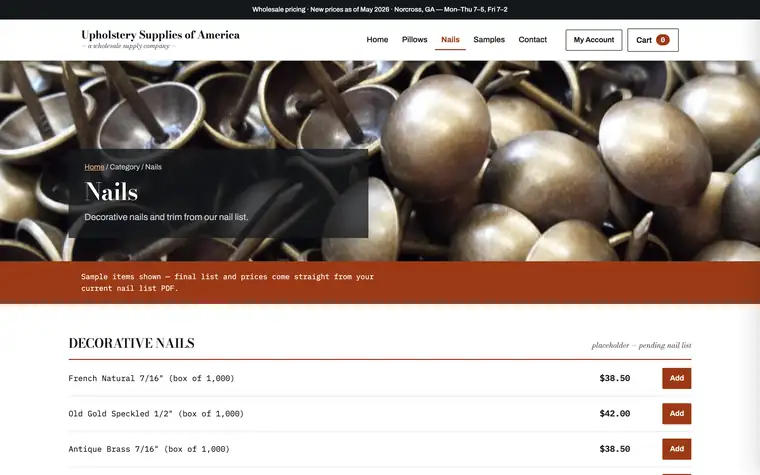 Wholesale pricing · New prices as of May 2026 · Norcross, GA — Mon–Thu 7–5, Fri 7–2
Upholstery Supplies of America
— a wholesale supply company —
Home
Pillows
Nails
Samples
Contact
My Account
Cart 0
Home / Category / Nails
Nails
Decorative nails and trim from our nail list.
Sample items shown — final list and prices come straight from your
current nail list PDF.
DECORATIVE NAILS
placeholder — pending nail list
French Natural 7/16" (box of 1,000)
$38.50
Add
Old Gold Speckled 1/2" (box of 1,000)
$42.00
Add
Antique Brass 7/16" (box of 1,000)
$38.50
Add